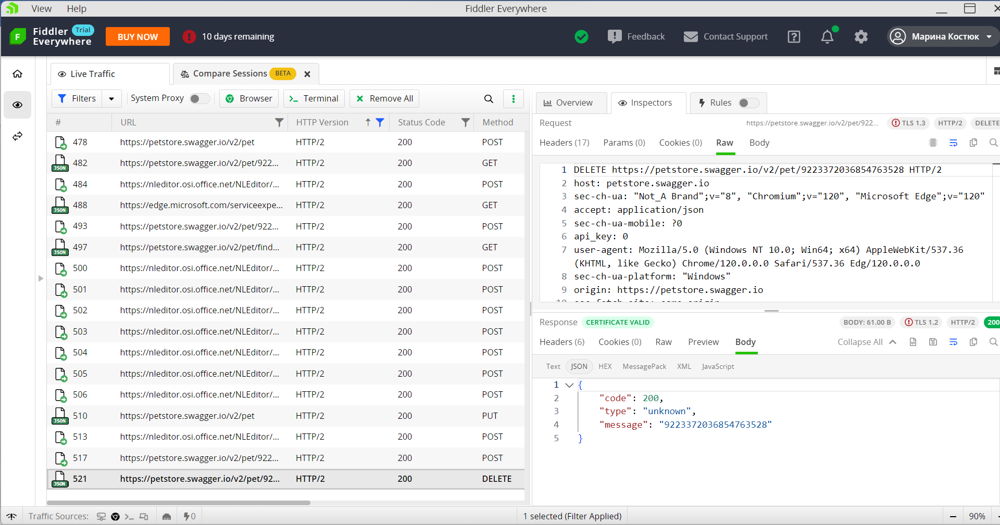 View Help Fiddler Everywhere
Fiddler Everywhere Trial BUY NOW 10 days remaining Feedback Contact Support Марина Костюк
Live Traffic Compare Sessions BETA
Filters System Proxy Browser Terminal Remove All
# URL HTTP Version Status Code Method
478 https://petstore.swagger.io/v2/pet HTTP/2 200 POST
JSON 482 https://petstore.swagger.io/v2/pet/922... HTTP/2 200 GET
484 https://nleditor.osi.office.net/NLEditor/... HTTP/2 200 POST
JSON 488 https://edge.microsoft.com/serviceexpe... HTTP/2 200 GET
493 https://petstore.swagger.io/v2/pet/922... HTTP/2 200 POST
JSON 497 https://petstore.swagger.io/v2/pet/find... HTTP/2 200 GET
500 https://nleditor.osi.office.net/NLEditor/... HTTP/2 200 POST
501 https://nleditor.osi.office.net/NLEditor/... HTTP/2 200 POST
502 https://nleditor.osi.office.net/NLEditor/... HTTP/2 200 POST
503 https://nleditor.osi.office.net/NLEditor/... HTTP/2 200 POST
504 https://nleditor.osi.office.net/NLEditor/... HTTP/2 200 POST
505 https://nleditor.osi.office.net/NLEditor/... HTTP/2 200 POST
506 https://nleditor.osi.office.net/NLEditor/... HTTP/2 200 POST
JSON 510 https://petstore.swagger.io/v2/pet HTTP/2 200 PUT
513 https://nleditor.osi.office.net/NLEditor/... HTTP/2 200 POST
517 https://petstore.swagger.io/v2/pet/922... HTTP/2 200 POST
JSON 521 https://petstore.swagger.io/v2/pet/92... HTTP/2 200 DELETE
Overview Inspectors Rules
Request https://petstore.swagger.io/v2/pet/922... TLS 1.3 HTTP/2 DELETE
Headers (17) Params (0) Cookies (0) Raw Body
1 DELETE https://petstore.swagger.io/v2/pet/9223372036854763528 HTTP/2
2 host: petstore.swagger.io
3 sec-ch-ua: "Not_A Brand";v="8", "Chromium";v="120", "Microsoft Edge";v="120"
4 accept: application/json
5 sec-ch-ua-mobile: ?0
6 api_key: 0
7 user-agent: Mozilla/5.0 (Windows NT 10.0; Win64; x64) AppleWebKit/537.36
(KHTML, like Gecko) Chrome/120.0.0.0 Safari/537.36 Edg/120.0.0.0
8 sec-ch-ua-platform: "Windows"
9 origin: https://petstore.swagger.io
Response CERTIFICATE VALID BODY: 61.00 B TLS 1.2 HTTP/2 200
Headers (6) Cookies (0) Raw Preview Body Collapse All
Text JSON HEX MessagePack XML JavaScript
1 {
2 "code": 200,
3 "type": "unknown",
4 "message": "9223372036854763528"
5 }
Traffic Sources: 0 1 selected (Filter Applied) 90%